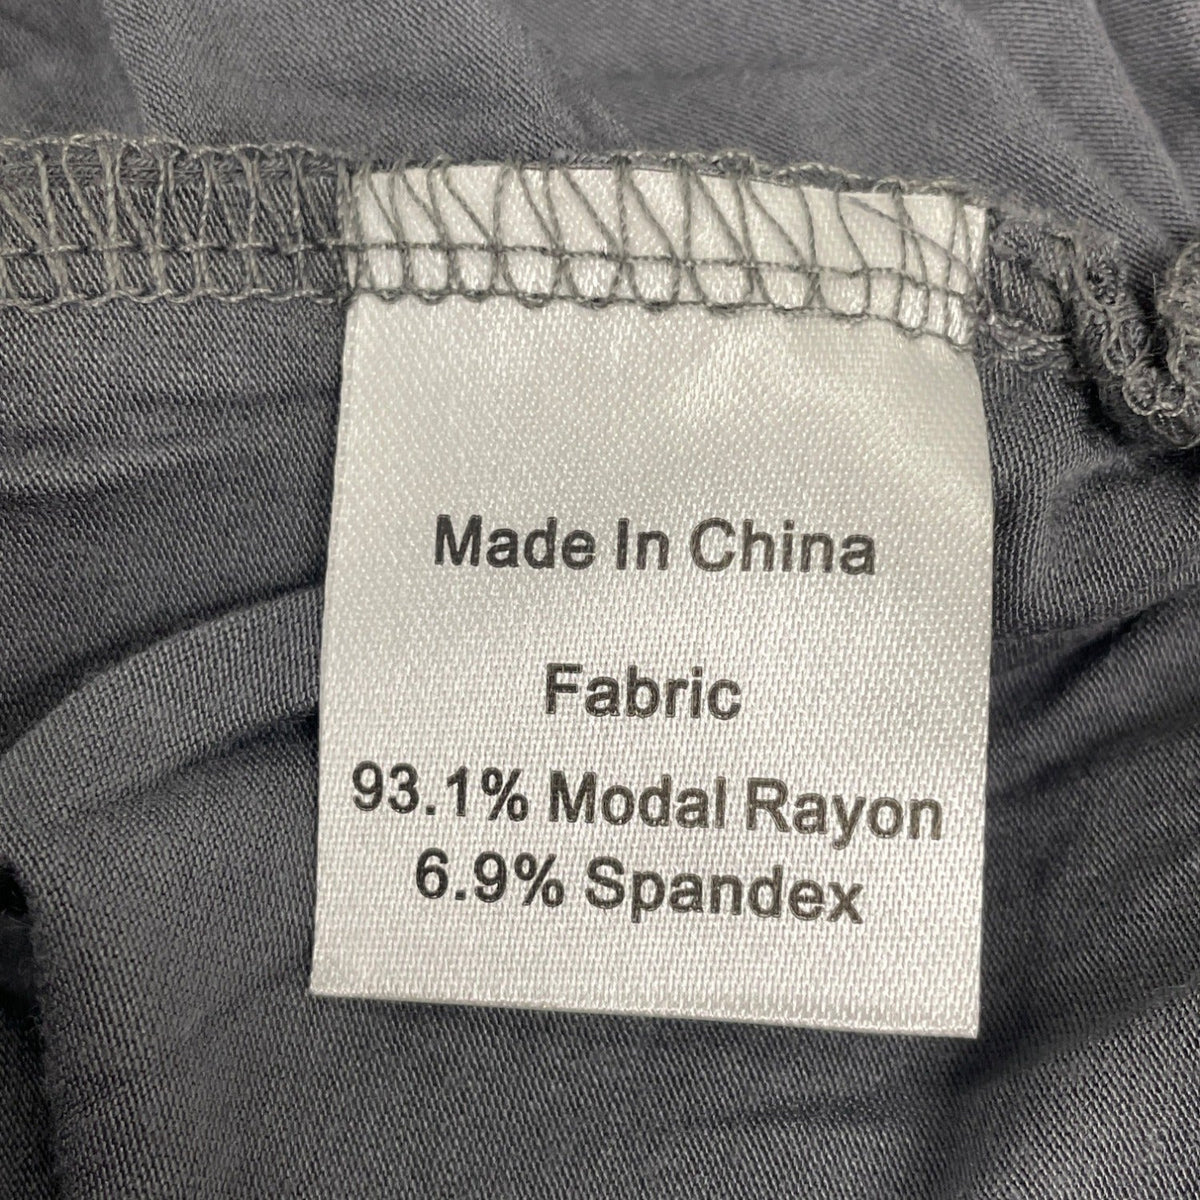 Made In China
Fabric
93.1% Modal Rayon
6.9% Spandex